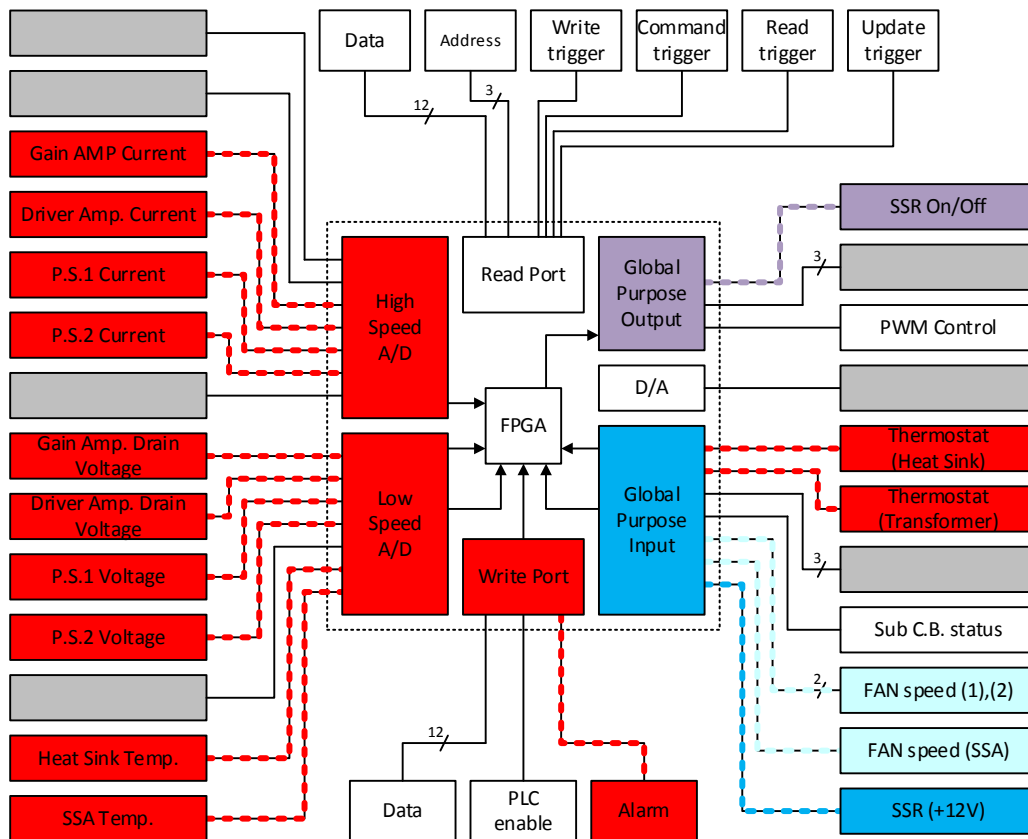 Data
Address
Write
trigger
Command
trigger
Read
trigger
Update
trigger
12
3
Gain AMP Current
Driver Amp. Current
P.S.1 Current
P.S.2 Current
Gain Amp. Drain
Voltage
Driver Amp. Drain
Voltage
P.S.1 Voltage
P.S.2 Voltage
Heat Sink Temp.
SSA Temp.
High
Speed
A/D
Low
Speed
A/D
Read Port
FPGA
Write Port
Global
Purpose
Output
D/A
Global
Purpose
Input
SSR On/Off
3
PWM Control
Thermostat
(Heat Sink)
Thermostat
(Transformer)
3
Sub C.B. status
2
FAN speed (1),(2)
FAN speed (SSA)
SSR (+12V)
12
Data
PLC
enable
Alarm